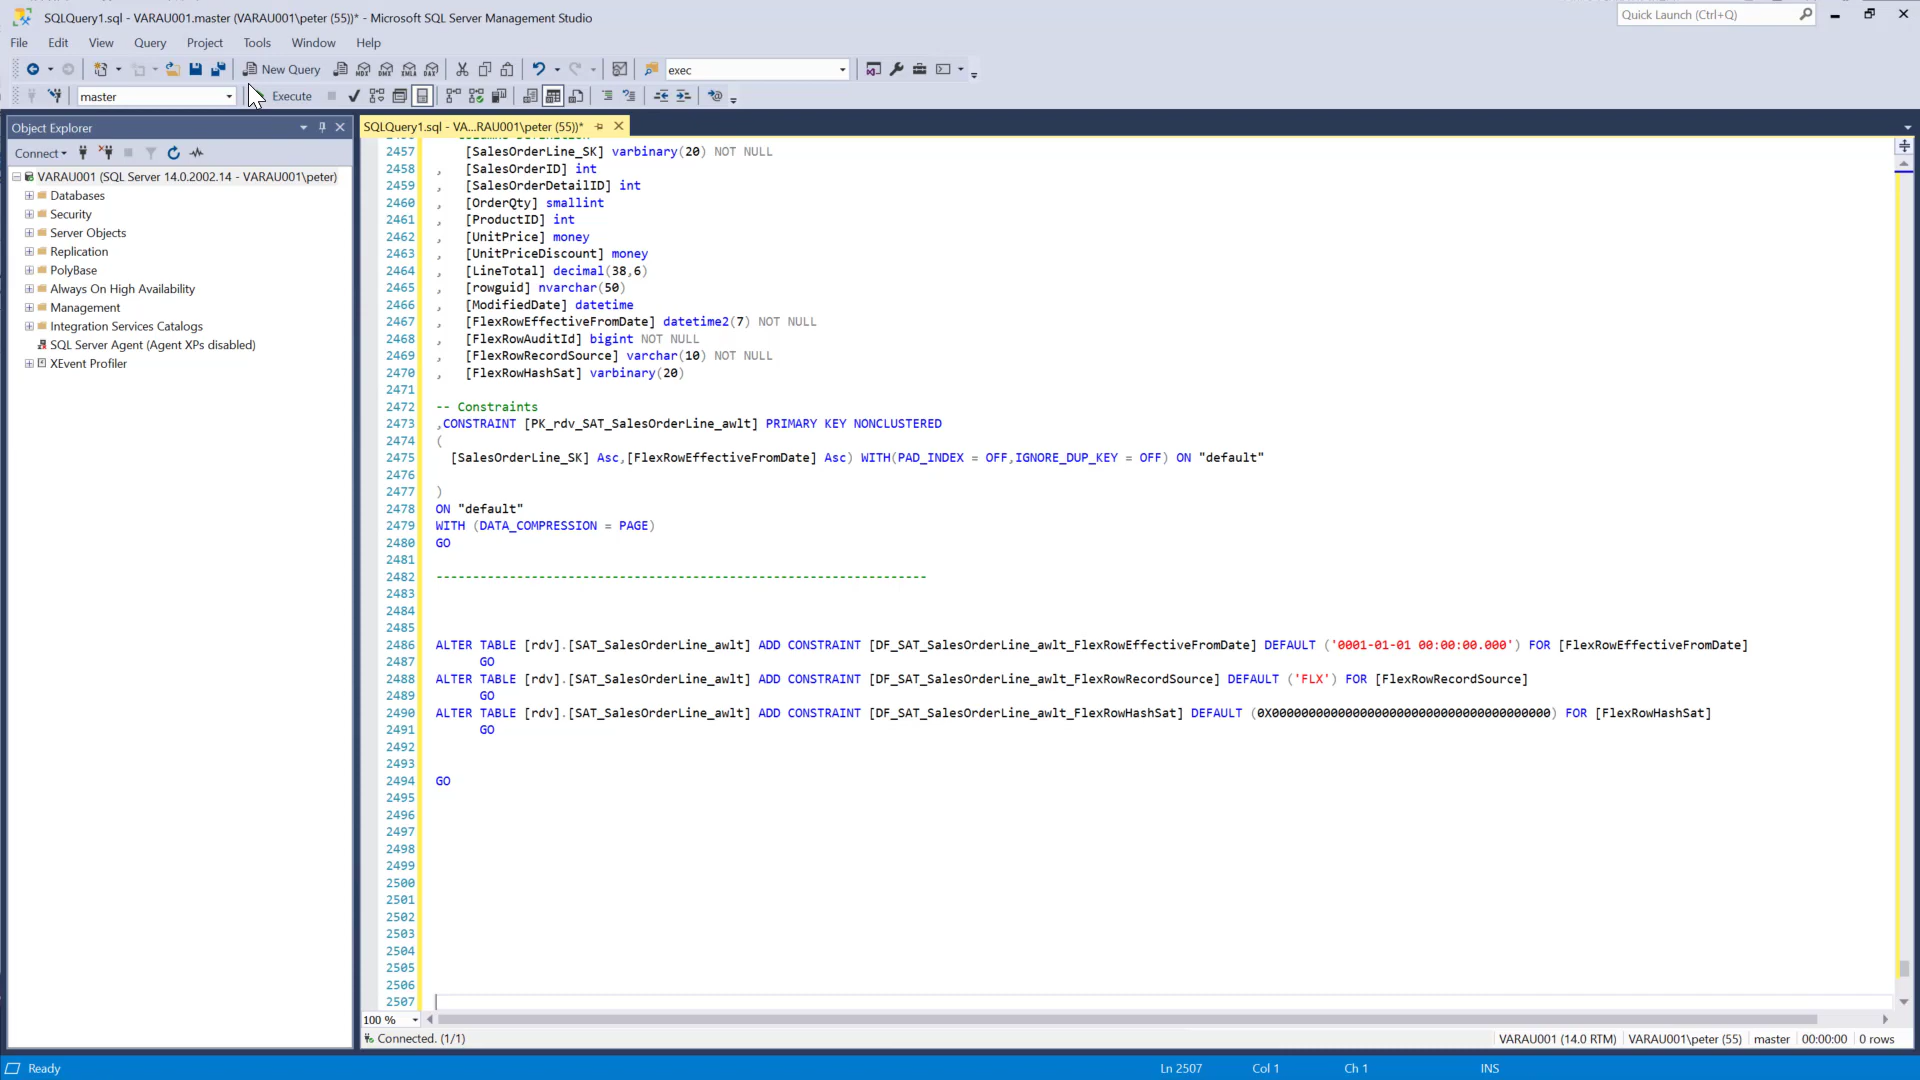 SQLQuery1.sql - VARAU001.master (VARAU001\peter (55))* - Microsoft SQL Server Management Studio
Quick Launch (Ctrl+Q)
File Edit View Query Project Tools Window Help
New Query MDX DMX XMLA DAX exec
master Execute
Object Explorer
SQLQuery1.sql - VA...RAU001\peter (55))*
Connect
VARAU001 (SQL Server 14.0.2002.14 - VARAU001\peter)
Databases
Security
Server Objects
Replication
PolyBase
Always On High Availability
Management
Integration Services Catalogs
SQL Server Agent (Agent XPs disabled)
XEvent Profiler
2457 [SalesOrderLine_SK] varbinary(20) NOT NULL
2458 , [SalesOrderID] int
2459 , [SalesOrderDetailID] int
2460 , [OrderQty] smallint
2461 , [ProductID] int
2462 , [UnitPrice] money
2463 , [UnitPriceDiscount] money
2464 , [LineTotal] decimal(38,6)
2465 , [rowguid] nvarchar(50)
2466 , [ModifiedDate] datetime
2467 , [FlexRowEffectiveFromDate] datetime2(7) NOT NULL
2468 , [FlexRowAuditId] bigint NOT NULL
2469 , [FlexRowRecordSource] varchar(10) NOT NULL
2470 , [FlexRowHashSat] varbinary(20)
2471
2472 -- Constraints
2473 ,CONSTRAINT [PK_rdv_SAT_SalesOrderLine_awlt] PRIMARY KEY NONCLUSTERED
2474 (
2475 [SalesOrderLine_SK] Asc,[FlexRowEffectiveFromDate] Asc) WITH(PAD_INDEX = OFF,IGNORE_DUP_KEY = OFF) ON "default"
2476
2477 )
2478 ON "default"
2479 WITH (DATA_COMPRESSION = PAGE)
2480 GO
2481
2482 -------------------------------------------------------------------
2483
2484
2485
2486 ALTER TABLE [rdv].[SAT_SalesOrderLine_awlt] ADD CONSTRAINT [DF_SAT_SalesOrderLine_awlt_FlexRowEffectiveFromDate] DEFAULT ('0001-01-01 00:00:00.000') FOR [FlexRowEffectiveFromDate]
2487 GO
2488 ALTER TABLE [rdv].[SAT_SalesOrderLine_awlt] ADD CONSTRAINT [DF_SAT_SalesOrderLine_awlt_FlexRowRecordSource] DEFAULT ('FLX') FOR [FlexRowRecordSource]
2489 GO
2490 ALTER TABLE [rdv].[SAT_SalesOrderLine_awlt] ADD CONSTRAINT [DF_SAT_SalesOrderLine_awlt_FlexRowHashSat] DEFAULT (0X00000000000000000000000000000000000000) FOR [FlexRowHashSat]
2491 GO
2492
2493
2494 GO
2495
2496
2497
2498
2499
2500
2501
2502
2503
2504
2505
2506
2507
100 %
Connected. (1/1) VARAU001 (14.0 RTM) VARAU001\peter (55) master 00:00:00 0 rows
Ready Ln 2507 Col 1 Ch 1 INS